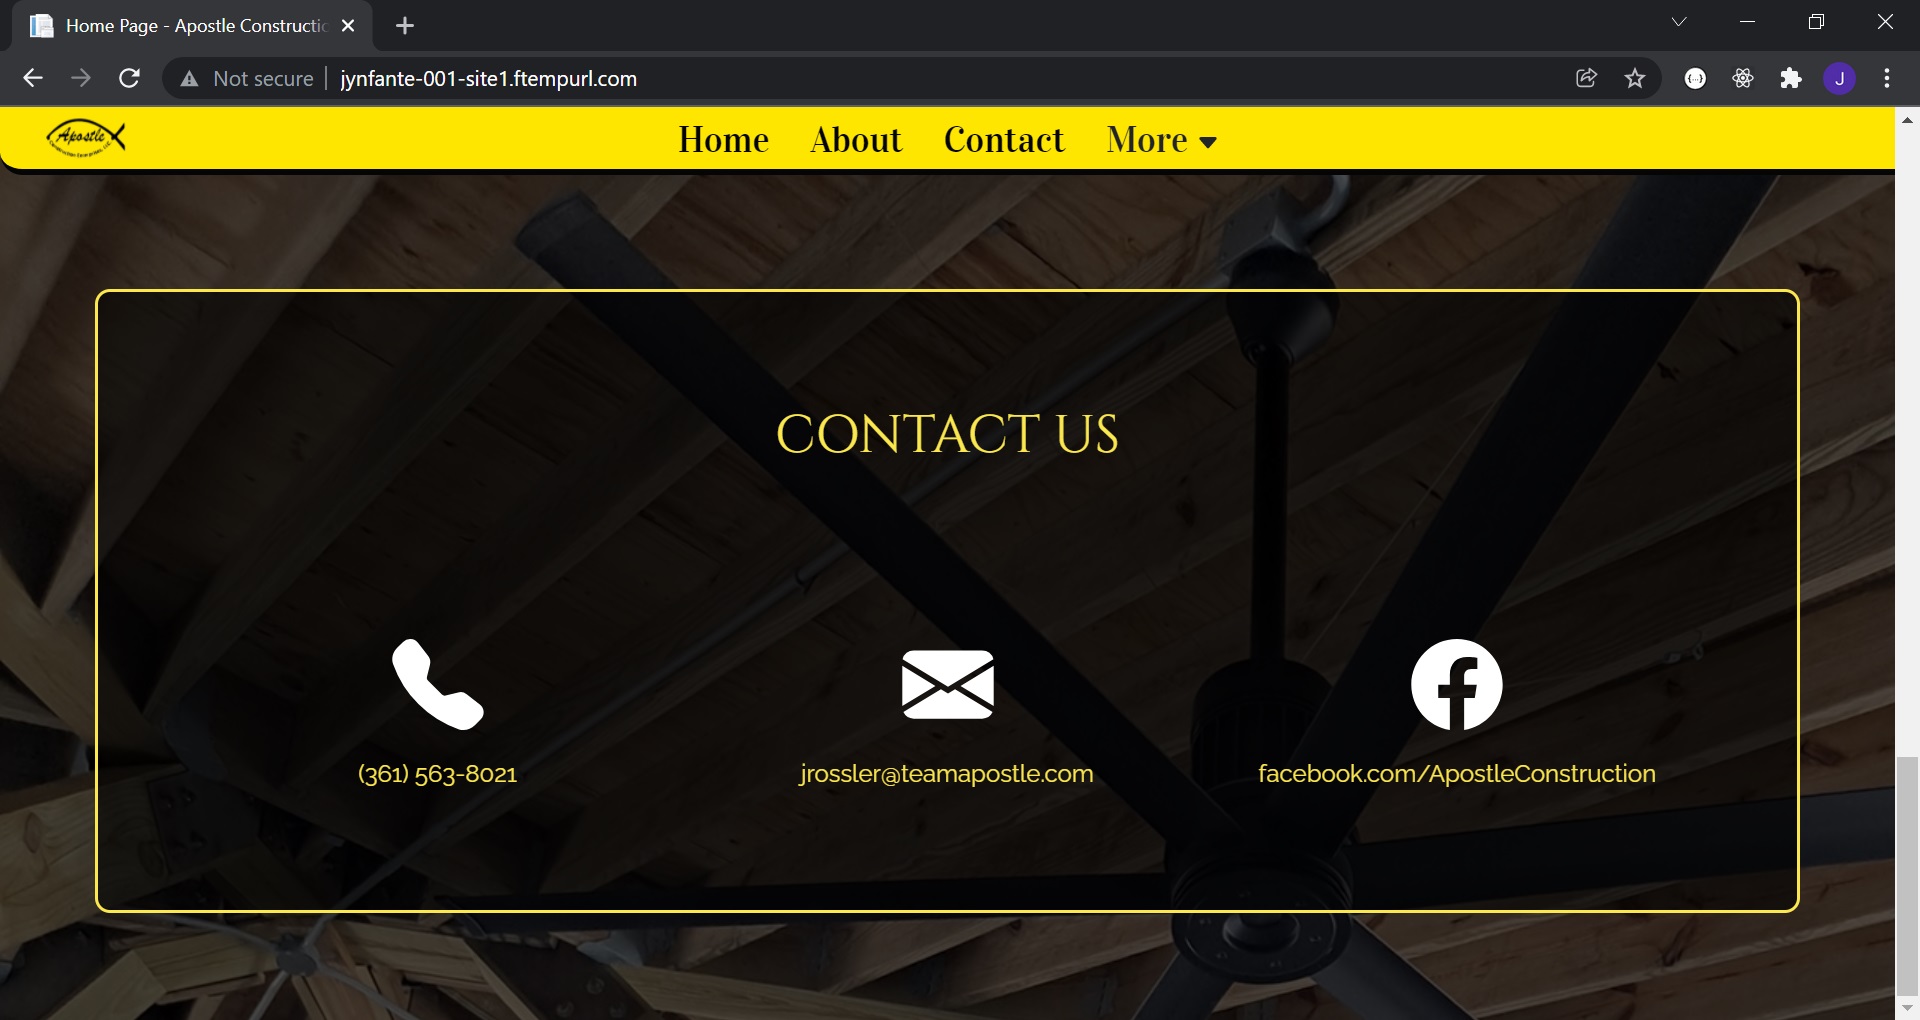 Home Page - Apostle Constructio
Not secure
jynfante-001-site1.ftempurl.com
J
Apostle
Home
About
Contact
More
CONTACT US
(361) 563-8021
jrossler@teamapostle.com
facebook.com/ApostleConstruction